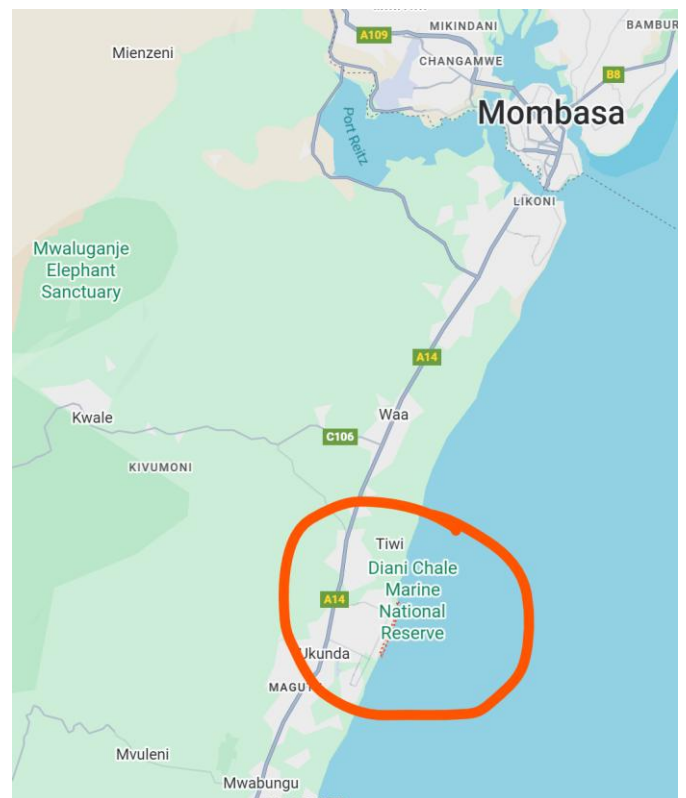 A109
MIKINDANI
BAMBUR
Mienzeni
CHANGAMWE
B8
Mombasa
Port Reitz
LIKONI
Mwaluganje
Elephant
Sanctuary
A14
Kwale
Waa
C106
KIVUMONI
Tiwi
Diani Chale
Marine
National
Reserve
A14
Ukunda
Mvuleni
Mwabungu